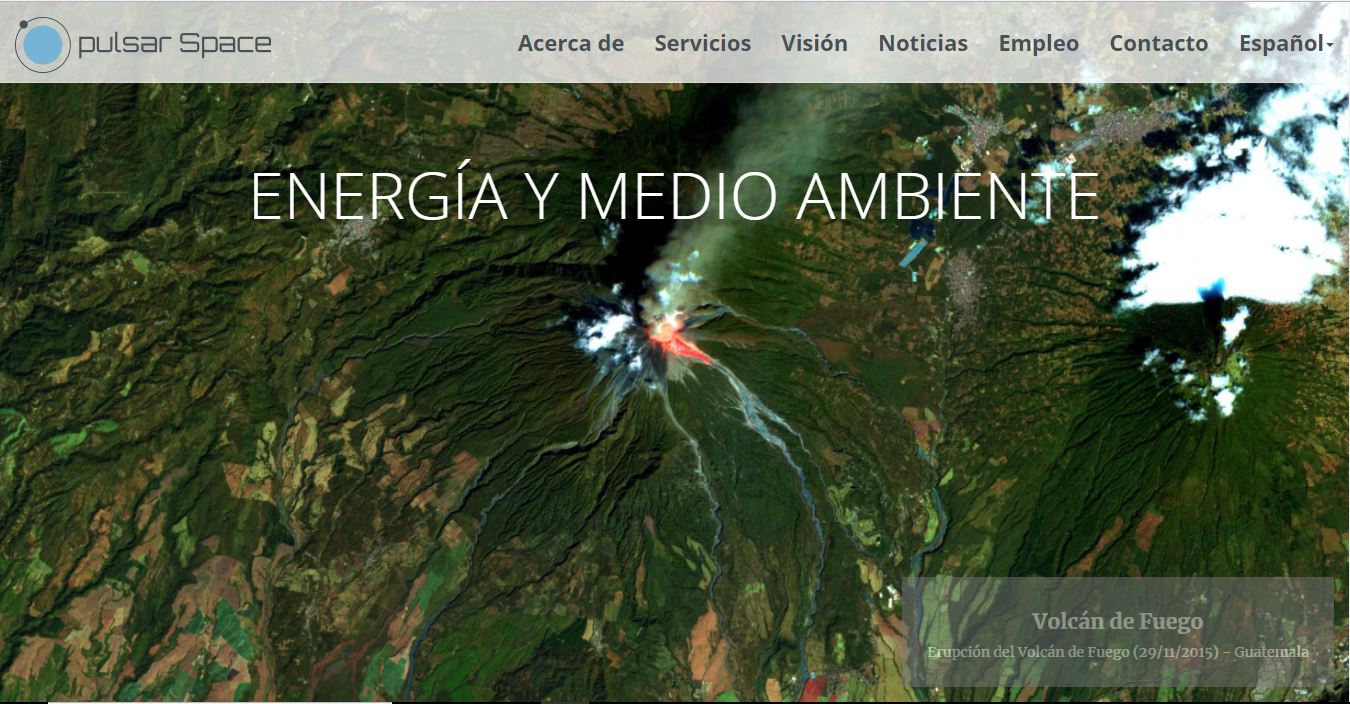 pulsar Space
Acerca de Servicios Visión Noticias Empleo Contacto Español
ENERGÍA Y MEDIO AMBIENTE
Volcán de Fuego
Erupción del Volcán de Fuego (29/11/2015) - Guatemala